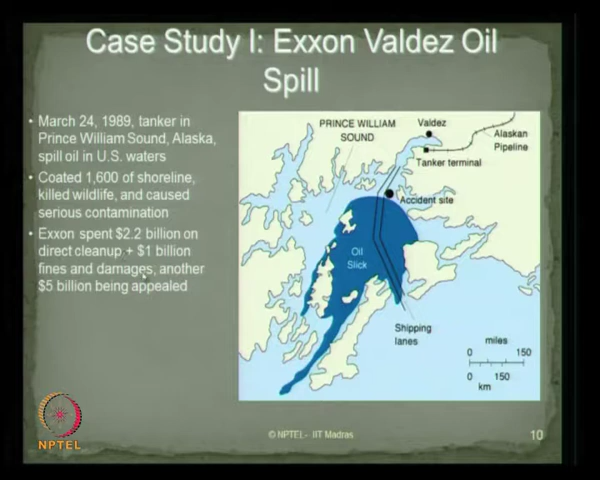 Case Study I: Exxon Valdez Oil
Spill
• March 24, 1989, tanker in
Prince William Sound, Alaska,
spill oil in U.S. waters
• Coated 1,600 of shoreline,
killed wildlife, and caused
serious contamination
• Exxon spent $2.2 billion on
direct cleanup + $1 billion
fines and damages, another
$5 billion being appealed
PRINCE WILLIAM
SOUND
Valdez
Alaskan
Pipeline
Tanker terminal
Accident site
Oil
Slick
Shipping
lanes
miles
0 150
0 150
km
NPTEL
© NPTEL - IIT Madras
10